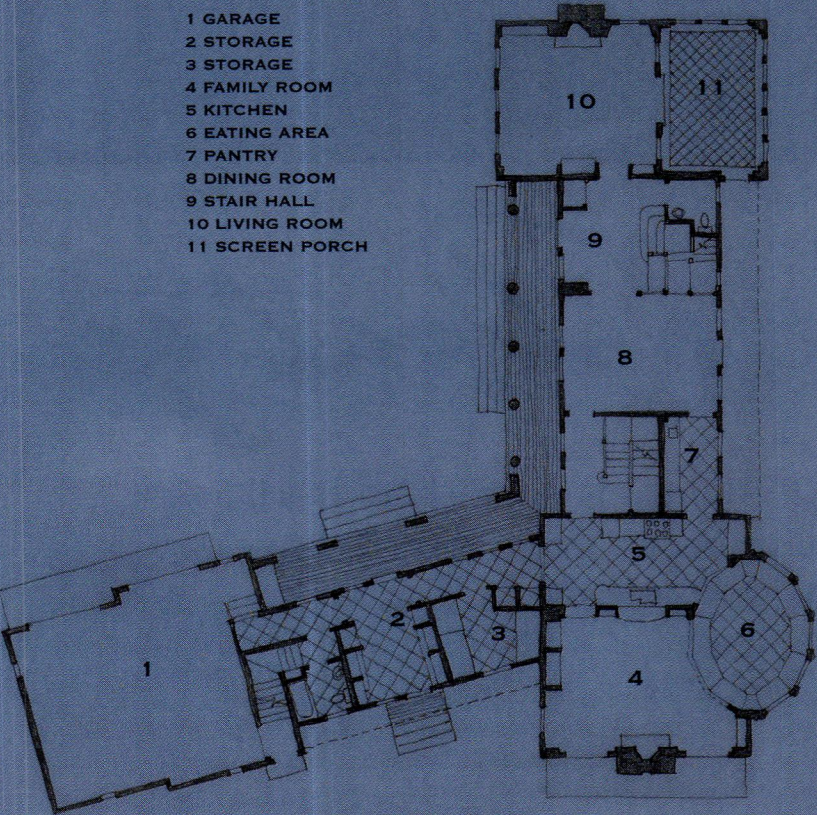 1 GARAGE
2 STORAGE
3 STORAGE
4 FAMILY ROOM
5 KITCHEN
6 EATING AREA
7 PANTRY
8 DINING ROOM
9 STAIR HALL
10 LIVING ROOM
11 SCREEN PORCH
10
11
9
8
7
5
2
3
6
1
4